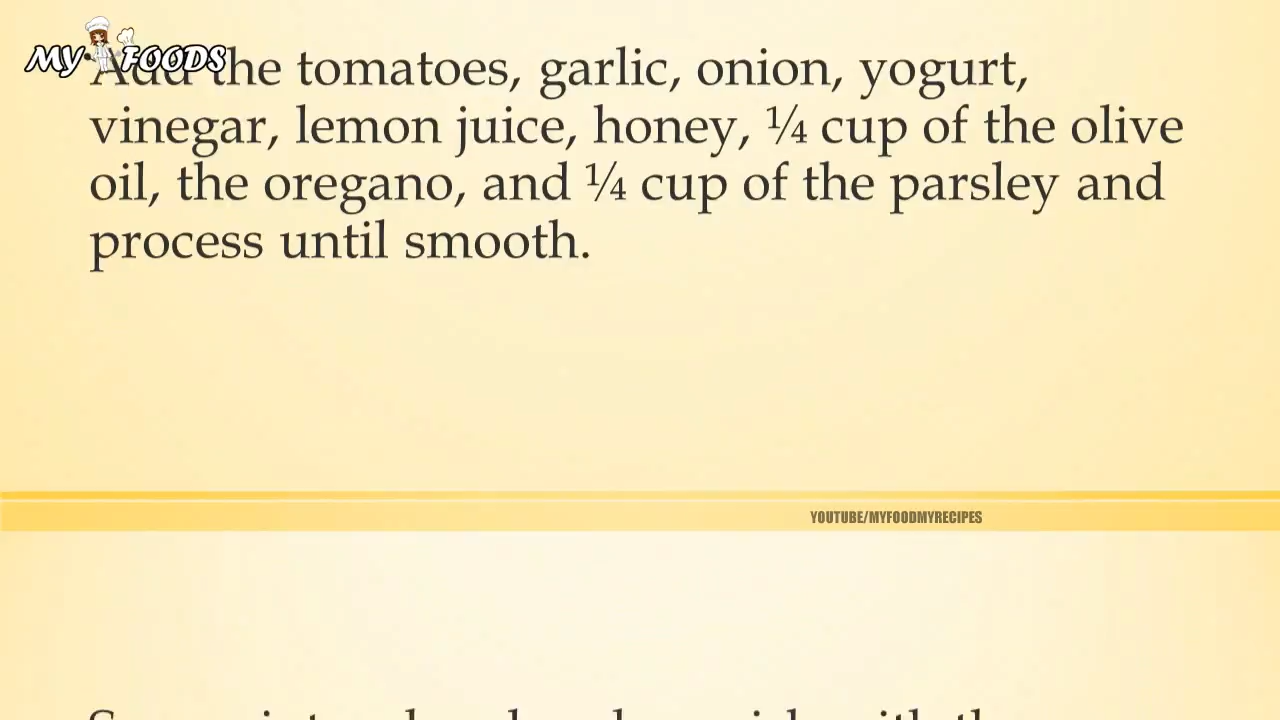 MY FOODS
Add the tomatoes, garlic, onion, yogurt,
vinegar, lemon juice, honey, ¼ cup of the olive
oil, the oregano, and ¼ cup of the parsley and
process until smooth.
YOUTUBE/MYFOODMYRECIPES